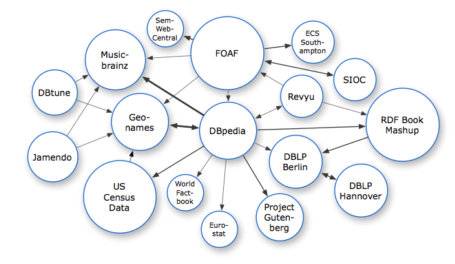 Sem-
Web-
Central
FOAF
ECS
South-
ampton
Music-
brainz
SIOC
DBtune
Revyu
Geo-
names
RDF Book
Mashup
DBpedia
Jamendo
DBLP
Berlin
US
Census
Data
World
Fact-
book
DBLP
Hannover
Project
Guten-
berg
Euro-
stat